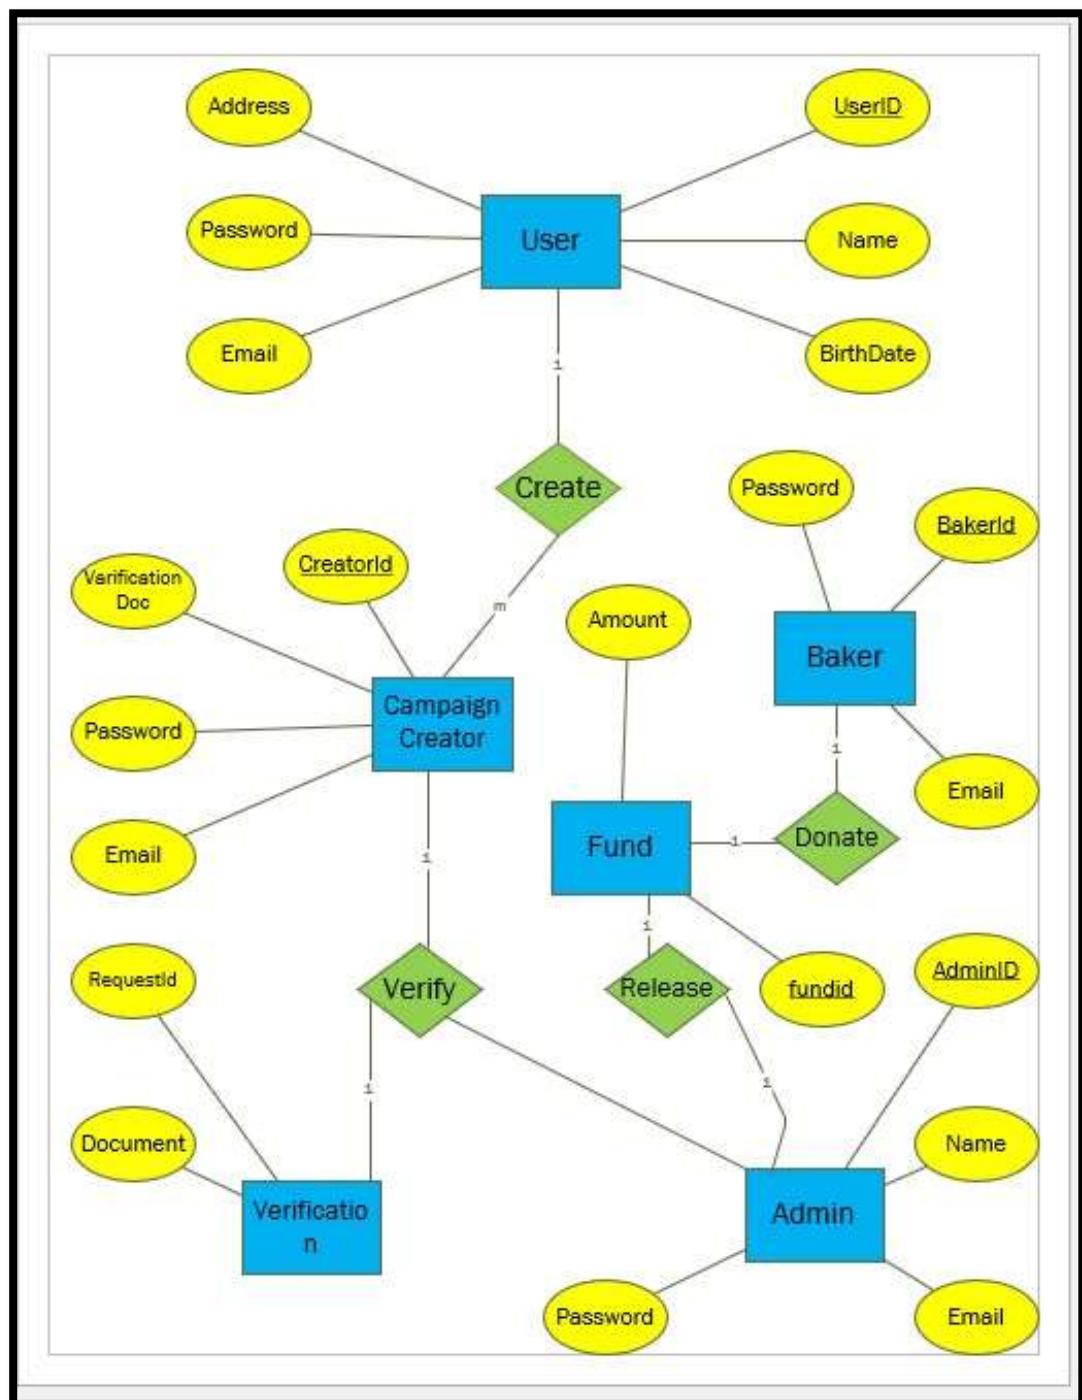 Address
UserID
Password
User
Name
Email
BirthDate
1
Create
Password
BakerId
Varification
Doc
CreatorId
m
Amount
Baker
Campaign
Creator
Password
1
Email
Fund
1
Donate
Email
1
1
RequestId
Verify
Release
fundid
AdminID
1
1
Document
Name
Verificatio
n
Admin
Password
Email